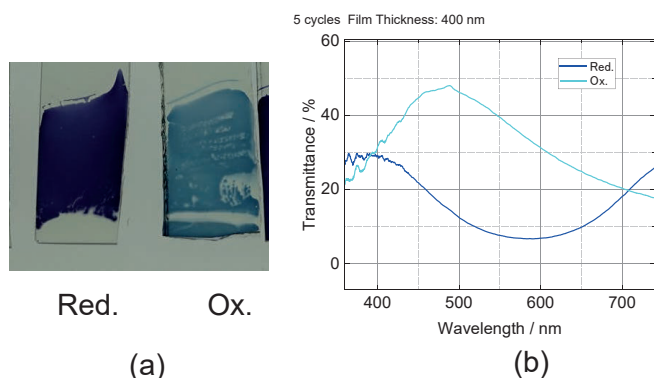 5 cycles Film Thickness: 400 nm
Red. Ox.
(a)
Transmittance / %
60
40
20
0
Red.
Ox.
400 500 600 700
Wavelength / nm
(b)